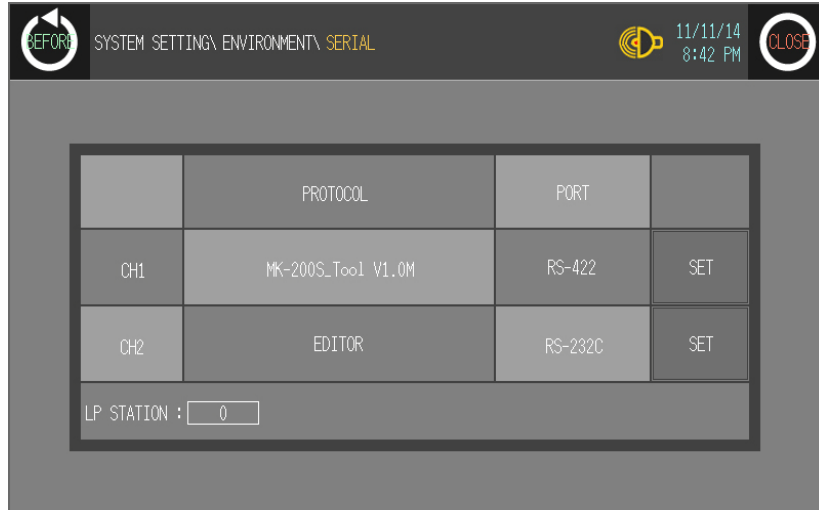 BEFORE
SYSTEM SETTING\ ENVIRONMENT\ SERIAL
11/11/14
8:42 PM
CLOSE
PROTOCOL PORT
CH1 MK-200S_Tool V1.0M RS-422 SET
CH2 EDITOR RS-232C SET
LP STATION : 0